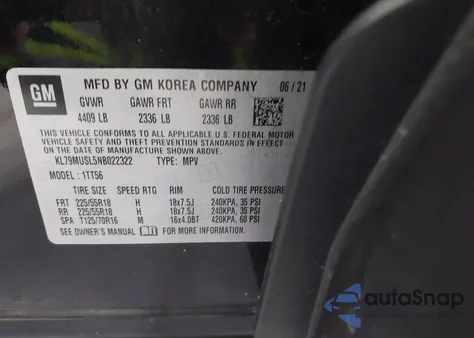 GM
MFD BY GM KOREA COMPANY 06/21
GVWR GAWR FRT GAWR RR
4409 LB 2336 LB 2336 LB
THIS VEHICLE CONFORMS TO ALL APPLICABLE U.S. FEDERAL MOTOR
VEHICLE SAFETY AND THEFT PREVENTION STANDARDS IN
EFFECT ON THE DATE OF MANUFACTURE SHOWN ABOVE.
KL79MUSL5NB022322 TYPE: MPV
MODEL: 1TT56
TIRE SIZE SPEED RTG RIM COLD TIRE PRESSURE
FRT 225/55R18 H 18x7.5J 240KPA, 35 PSI
RR 225/55R18 H 18x7.5J 240KPA, 35 PSI
SPA T125/70R16 M 16x4.0BT 420KPA, 60 PSI
SEE OWNER'S MANUAL FOR MORE INFORMATION.
autoSnap